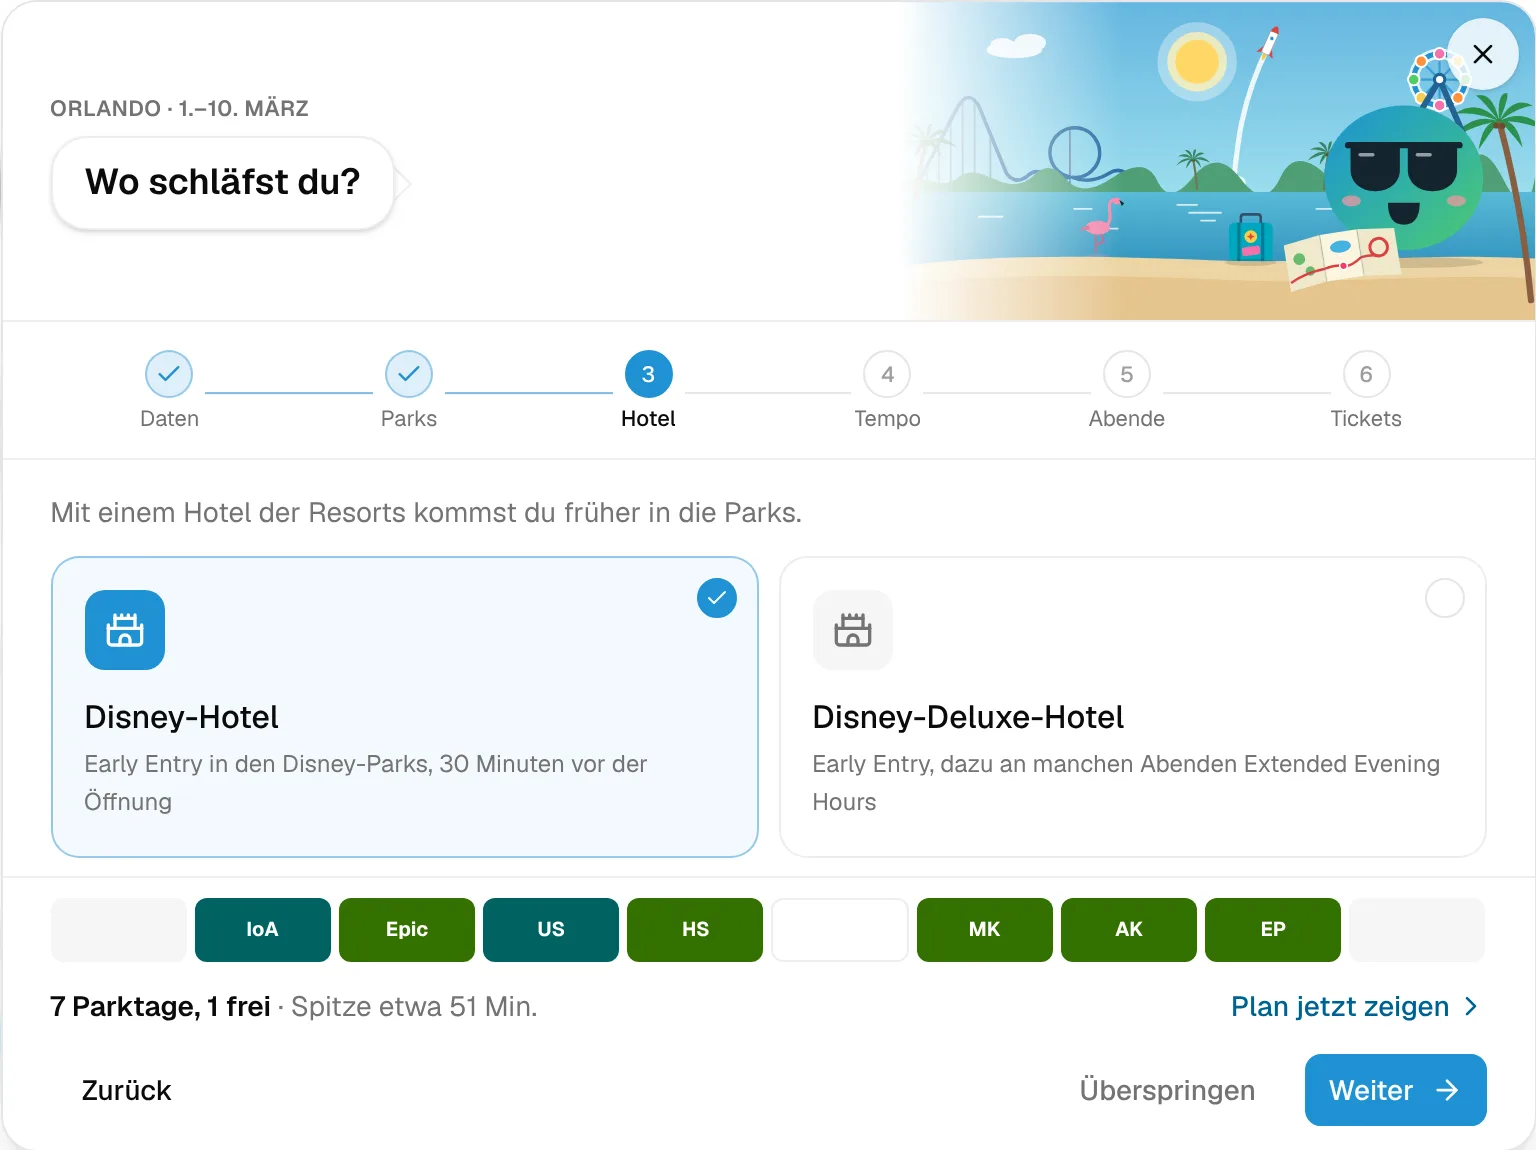 ORLANDO · 1.–10. MÄRZ
Wo schläfst du?
3
4
5
6
Daten
Parks
Hotel
Tempo
Abende
Tickets
Mit einem Hotel der Resorts kommst du früher in die Parks.
Disney-Hotel
Early Entry in den Disney-Parks, 30 Minuten vor der
Öffnung
Disney-Deluxe-Hotel
Early Entry, dazu an manchen Abenden Extended Evening
Hours
IoA
Epic
US
HS
MK
AK
EP
7 Parktage, 1 frei · Spitze etwa 51 Min.
Plan jetzt zeigen
Zurück
Überspringen
Weiter